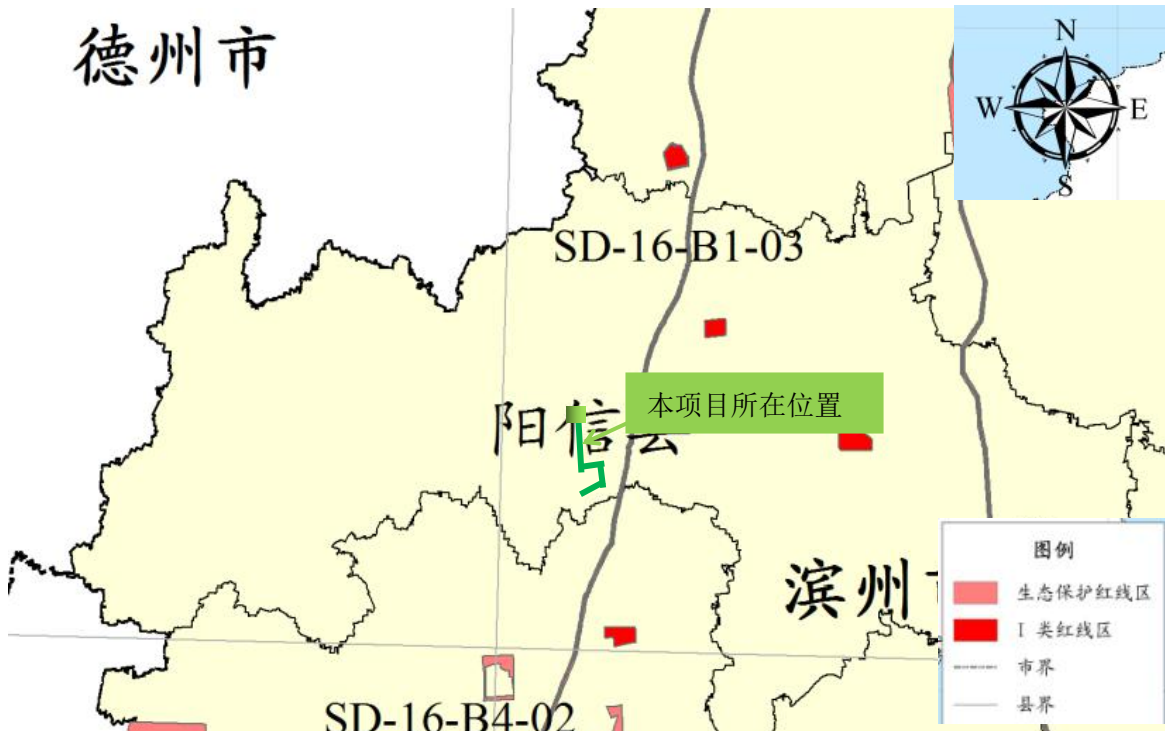 德州市
N
W
E
S
SD-16-B1-03
本项目所在位置
阳信县
滨州市
图例
生态保护红线区
I 类红线区
市界
县界
SD-16-B4-02